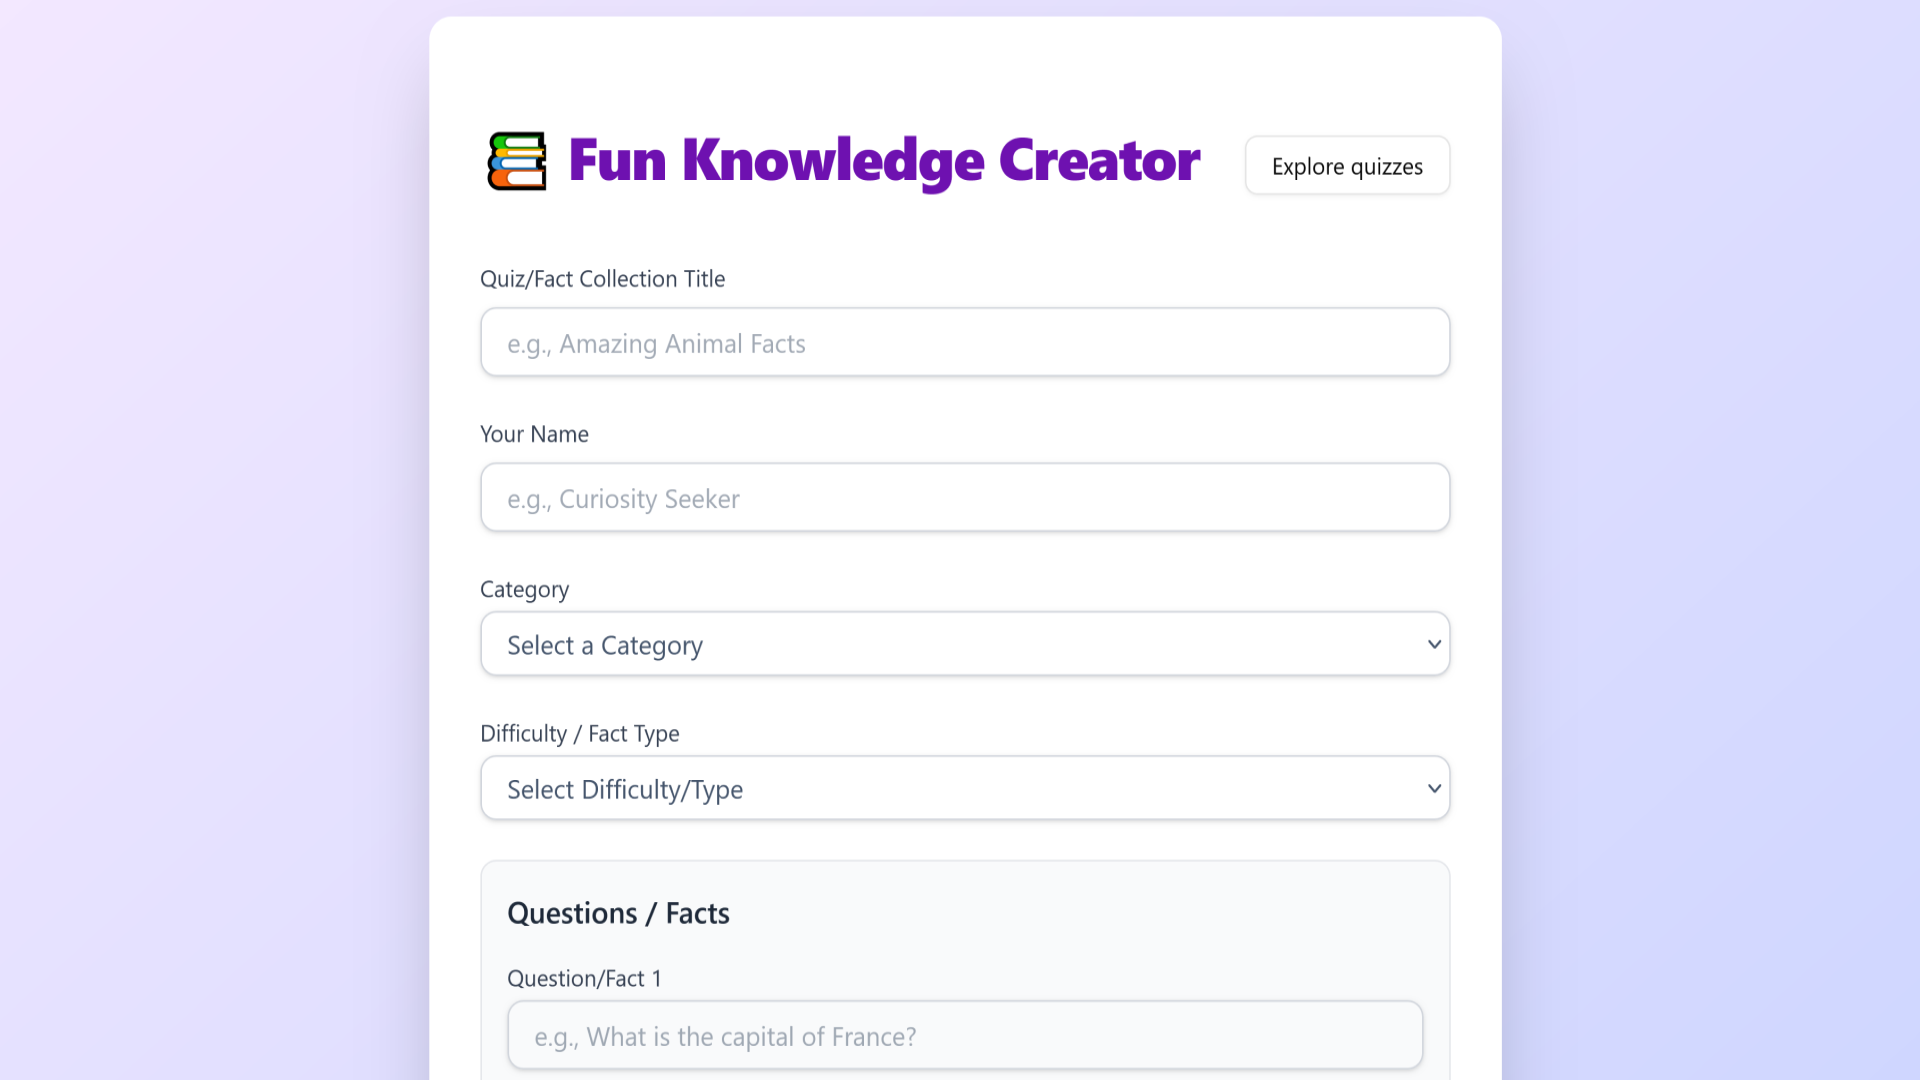 Fun Knowledge Creator
Explore quizzes
Quiz/Fact Collection Title
e.g., Amazing Animal Facts
Your Name
e.g., Curiosity Seeker
Category
Select a Category
Difficulty / Fact Type
Select Difficulty/Type
Questions / Facts
Question/Fact 1
e.g., What is the capital of France?